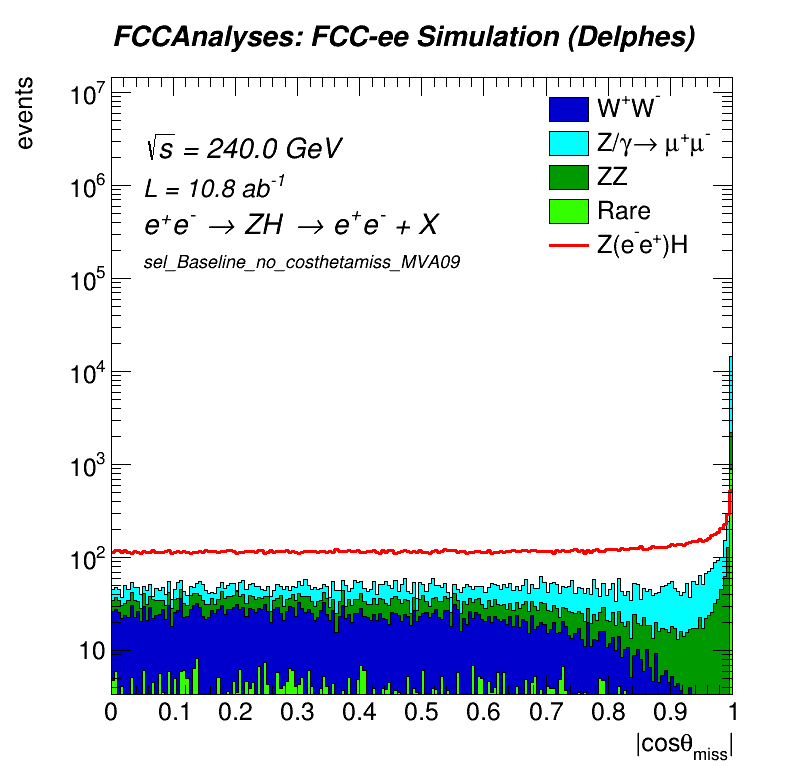 FCCAnalyses: FCC-ee Simulation (Delphes)
events
10⁷
10⁶
10⁵
10⁴
10³
10²
10
√s = 240.0 GeV
L = 10.8 ab⁻¹
e⁺e⁻ → ZH → e⁺e⁻ + X
sel_Baseline_no_costhetamiss_MVA09
W⁺W⁻
Z/γ→ μ⁺μ⁻
ZZ
Rare
Z(e⁻e⁺)H
0 0.1 0.2 0.3 0.4 0.5 0.6 0.7 0.8 0.9 1
|cosθ_miss|